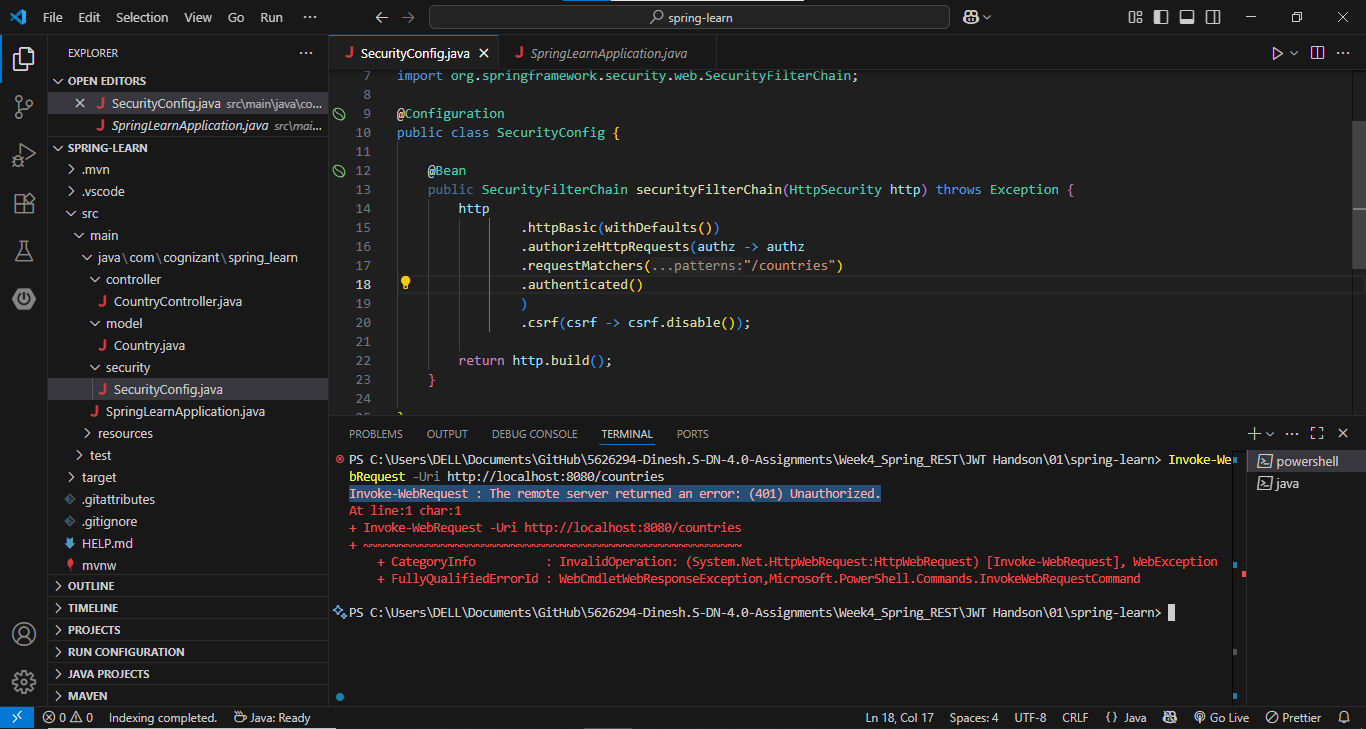 File Edit Selection View Go Run ··· spring-learn
EXPLORER ···
OPEN EDITORS
SecurityConfig.java src\main\java\co...
SpringLearnApplication.java src\mai...
SPRING-LEARN
.mvn
.vscode
src
main
java\com\cognizant\spring_learn
controller
CountryController.java
model
Country.java
security
SecurityConfig.java
SpringLearnApplication.java
resources
test
target
.gitattributes
.gitignore
HELP.md
mvnw
OUTLINE
TIMELINE
PROJECTS
RUN CONFIGURATION
JAVA PROJECTS
MAVEN
SecurityConfig.java SpringLearnApplication.java
7 import org.springframework.security.web.SecurityFilterChain;
8
9 @Configuration
10 public class SecurityConfig {
11
12 @Bean
13 public SecurityFilterChain securityFilterChain(HttpSecurity http) throws Exception {
14 http
15 .httpBasic(withDefaults())
16 .authorizeHttpRequests(authz -> authz
17 .requestMatchers(...patterns:"/countries")
18 .authenticated()
19 )
20 .csrf(csrf -> csrf.disable());
21
22 return http.build();
23 }
24
25 }
PROBLEMS OUTPUT DEBUG CONSOLE TERMINAL PORTS
PS C:\Users\DELL\Documents\GitHub\5626294-Dinesh.S-DN-4.0-Assignments\Week4_Spring_REST\JWT Handson\01\spring-learn> Invoke-We
bRequest -Uri http://localhost:8080/countries
Invoke-WebRequest : The remote server returned an error: (401) Unauthorized.
At line:1 char:1
+ Invoke-WebRequest -Uri http://localhost:8080/countries
+ ~~~~~~~~~~~~~~~~~~~~~~~~~~~~~~~~~~~~~~~~~~~~~~~~~~~~~~
+ CategoryInfo : InvalidOperation: (System.Net.HttpWebRequest:HttpWebRequest) [Invoke-WebRequest], WebException
+ FullyQualifiedErrorId : WebCmdletWebResponseException,Microsoft.PowerShell.Commands.InvokeWebRequestCommand
PS C:\Users\DELL\Documents\GitHub\5626294-Dinesh.S-DN-4.0-Assignments\Week4_Spring_REST\JWT Handson\01\spring-learn>
powershell
java
0 0 Indexing completed. Java: Ready Ln 18, Col 17 Spaces: 4 UTF-8 CRLF {} Java Go Live Prettier